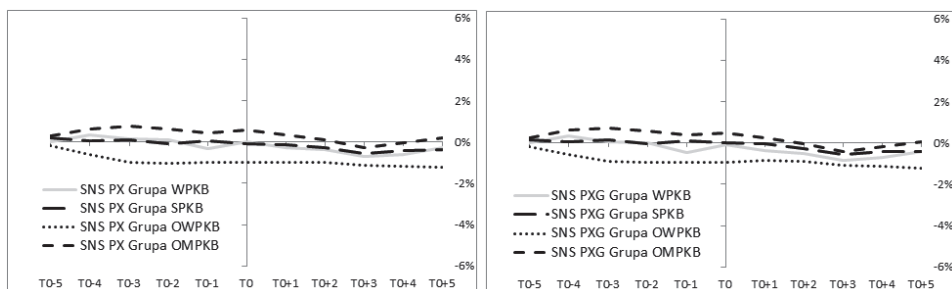 6%
4%
2%
0%
-2%
-4%
-6%
SNS PX Grupa WPKB
SNS PX Grupa SPKB
SNS PX Grupa OWPKB
SNS PX Grupa OMPKB
T0-5 T0-4 T0-3 T0-2 T0-1 T0 T0+1 T0+2 T0+3 T0+4 T0+5
6%
4%
2%
0%
-2%
-4%
-6%
SNS PXG Grupa WPKB
SNS PXG Grupa SPKB
SNS PXG Grupa OWPKB
SNS PXG Grupa OMPKB
T0-5 T0-4 T0-3 T0-2 T0-1 T0 T0+1 T0+2 T0+3 T0+4 T0+5